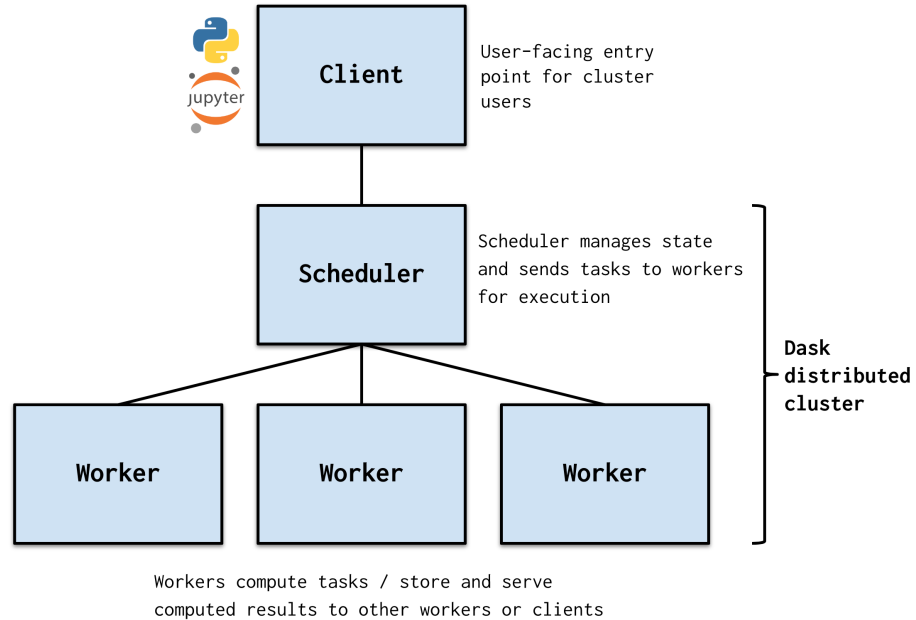 Client
jupyter
User-facing entry
point for cluster
users
Scheduler
Scheduler manages state
and sends tasks to workers
for execution
Dask
distributed
cluster
Worker
Worker
Worker
Workers compute tasks / store and serve
computed results to other workers or clients